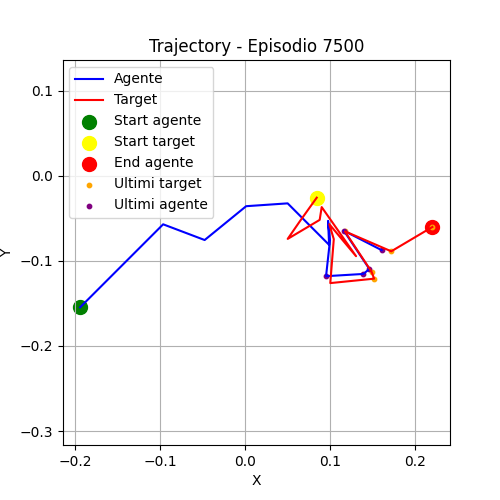 Trajectory - Episodio 7500
Agente
Target
Start agente
Start target
End agente
Ultimi target
Ultimi agente
0.1
0.0
−0.1
−0.2
−0.3
Y
−0.2
−0.1
0.0
0.1
0.2
X